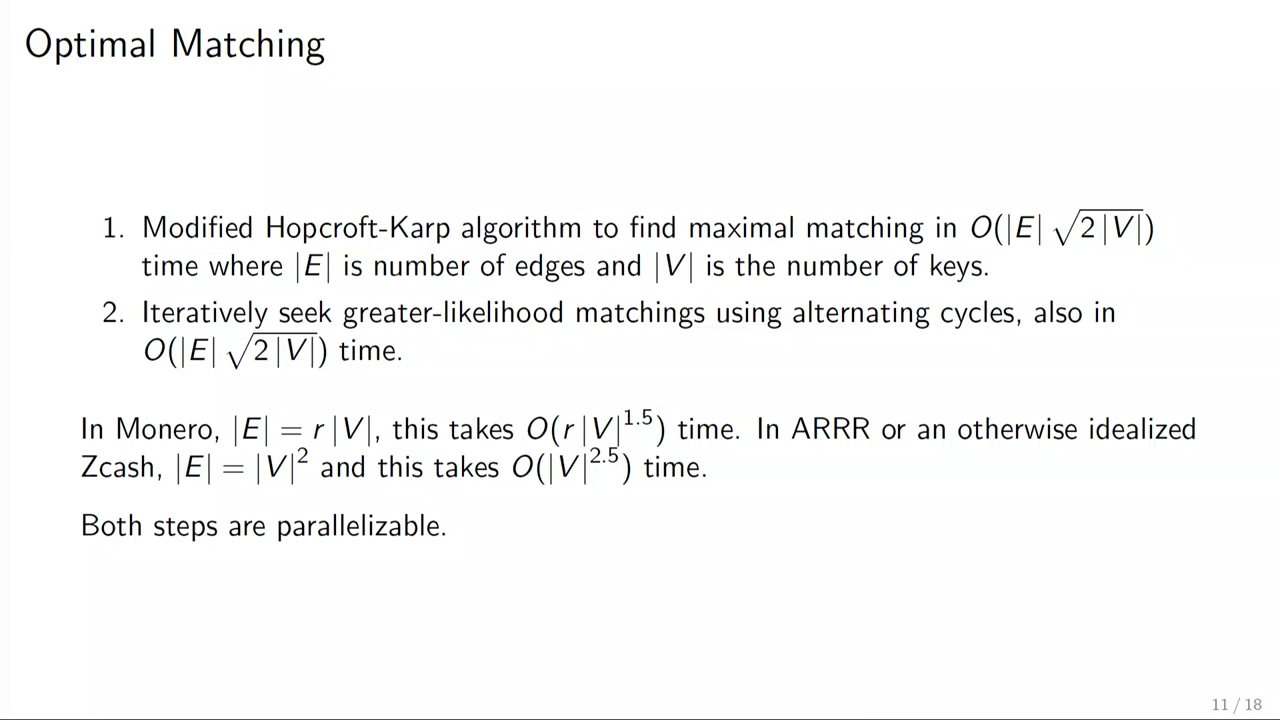 Optimal Matching
1. Modified Hopcroft-Karp algorithm to find maximal matching in O(|E| √2|V|)
time where |E| is number of edges and |V| is the number of keys.
2. Iteratively seek greater-likelihood matchings using alternating cycles, also in
O(|E| √2|V|) time.
In Monero, |E| = r |V|, this takes O(r |V|^1.5) time. In ARRR or an otherwise idealized
Zcash, |E| = |V|^2 and this takes O(|V|^2.5) time.
Both steps are parallelizable.
11 / 18